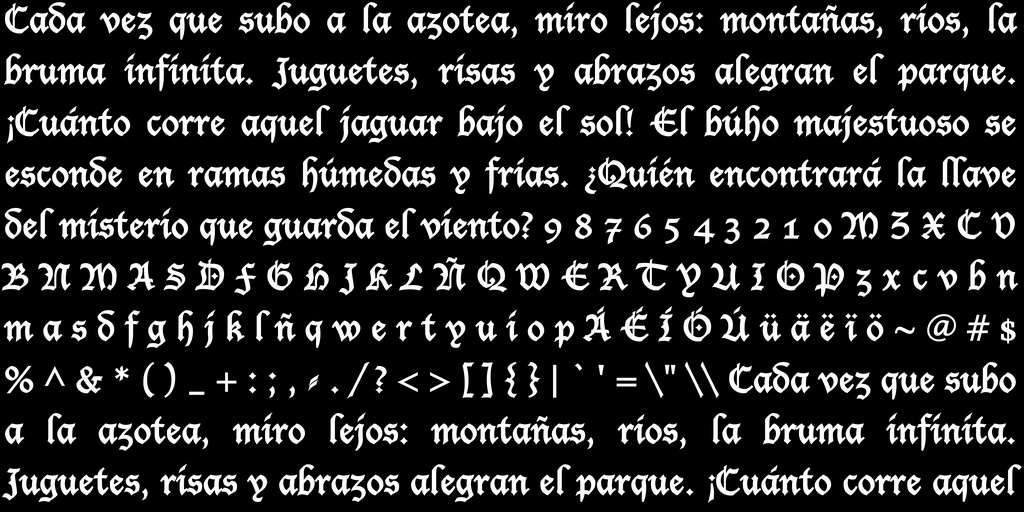 Cada vez que subo a la azotea, miro lejos: montañas, ríos, la
bruma infinita. Juguetes, risas y abrazos alegran el parque.
¡Cuánto corre aquel jaguar bajo el sol! El búho majestuoso se
esconde en ramas húmedas y frías. ¿Quién encontrará la llave
del misterio que guarda el viento? 9 8 7 6 5 4 3 2 1 0 M Z X C V
B N M A S D F G H J K L Ñ Q W E R T Y U I O P z x c v b n
m a s d f g h j k l ñ q w e r t y u i o p Á É Í Ó Ú ü ä ë ï ö ~ @ # $
% ^ & * ( ) _ + : ; , - . / ? < > [ ] { } | ` ' = \ " \\ Cada vez que subo
a la azotea, miro lejos: montañas, ríos, la bruma infinita.
Juguetes, risas y abrazos alegran el parque. ¡Cuánto corre aquel